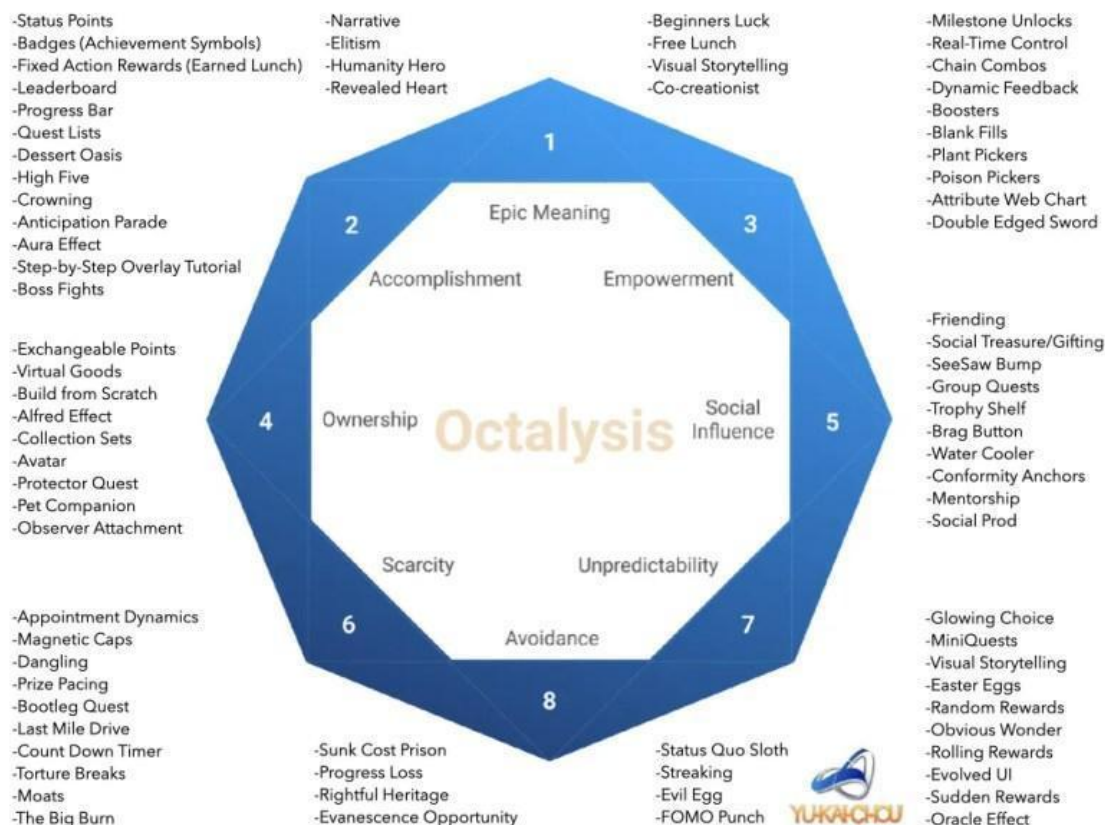 -Status Points
-Badges (Achievement Symbols)
-Fixed Action Rewards (Earned Lunch)
-Leaderboard
-Progress Bar
-Quest Lists
-Dessert Oasis
-High Five
-Crowning
-Anticipation Parade
-Aura Effect
-Step-by-Step Overlay Tutorial
-Boss Fights
-Narrative
-Elitism
-Humanity Hero
-Revealed Heart
-Beginners Luck
-Free Lunch
-Visual Storytelling
-Co-creationist
-Milestone Unlocks
-Real-Time Control
-Chain Combos
-Dynamic Feedback
-Boosters
-Blank Fills
-Plant Pickers
-Poison Pickers
-Attribute Web Chart
-Double Edged Sword
1
Epic Meaning
2
Accomplishment
3
Empowerment
-Exchangeable Points
-Virtual Goods
-Build from Scratch
-Alfred Effect
-Collection Sets
-Avatar
-Protector Quest
-Pet Companion
-Observer Attachment
4
Ownership
Octalysis
Social
Influence
5
-Friending
-Social Treasure/Gifting
-SeeSaw Bump
-Group Quests
-Trophy Shelf
-Brag Button
-Water Cooler
-Conformity Anchors
-Mentorship
-Social Prod
Scarcity
6
Unpredictability
7
Avoidance
8
-Appointment Dynamics
-Magnetic Caps
-Dangling
-Prize Pacing
-Bootleg Quest
-Last Mile Drive
-Count Down Timer
-Torture Breaks
-Moats
-The Big Burn
-Sunk Cost Prison
-Progress Loss
-Rightful Heritage
-Evanescence Opportunity
-Status Quo Sloth
-Streaking
-Evil Egg
-FOMO Punch
YU-KAI CHOU
-Glowing Choice
-MiniQuests
-Visual Storytelling
-Easter Eggs
-Random Rewards
-Obvious Wonder
-Rolling Rewards
-Evolved UI
-Sudden Rewards
-Oracle Effect